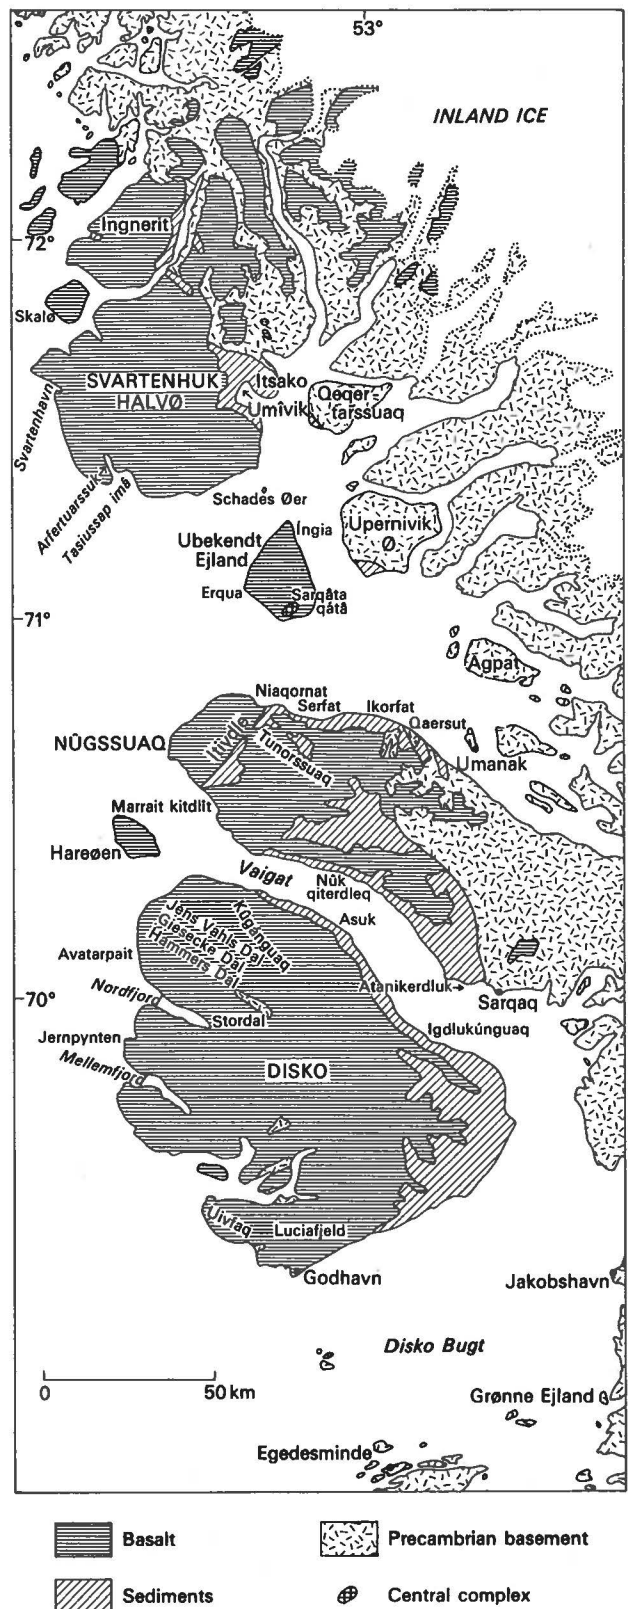 53°
INLAND ICE
Ingnerit
72°
Skalø
SVARTENHUK
HALVØ
Itsako
Umîvik
Qeqer-
tarssuaq
Svartenhavn
Arfertuarssuk
Tasiussap imâ
Schades Øer
Upernivik
Ø
Ubekendt
Ejland
Íngia
Erqua
Sarqâta
qátâ
71°
Agpat
Niaqornat
Serfat
Ikorfat
Qaersut
NÛGSSUAQ
Itivdle
Tunorssuaq
Umanak
Marrait kitdlît
Hareøen
Vaigat
Nûk
qiterdleq
Asuk
Kûgánguaq
Jens Vahls Dal
Giesecke Dal
Hammers Dal
Avatarpait
Atanikerdluk
Sarqaq
Nordfjord
70°
Stordal
Igdlukúnguaq
Jernpynten
Mellemfjord
DISKO
Uivfaq
Luciafjeld
Godhavn
Jakobshavn
Disko Bugt
0
50 km
Grønne Ejland
Egedesminde
Basalt
Precambrian basement
Sediments
Central complex